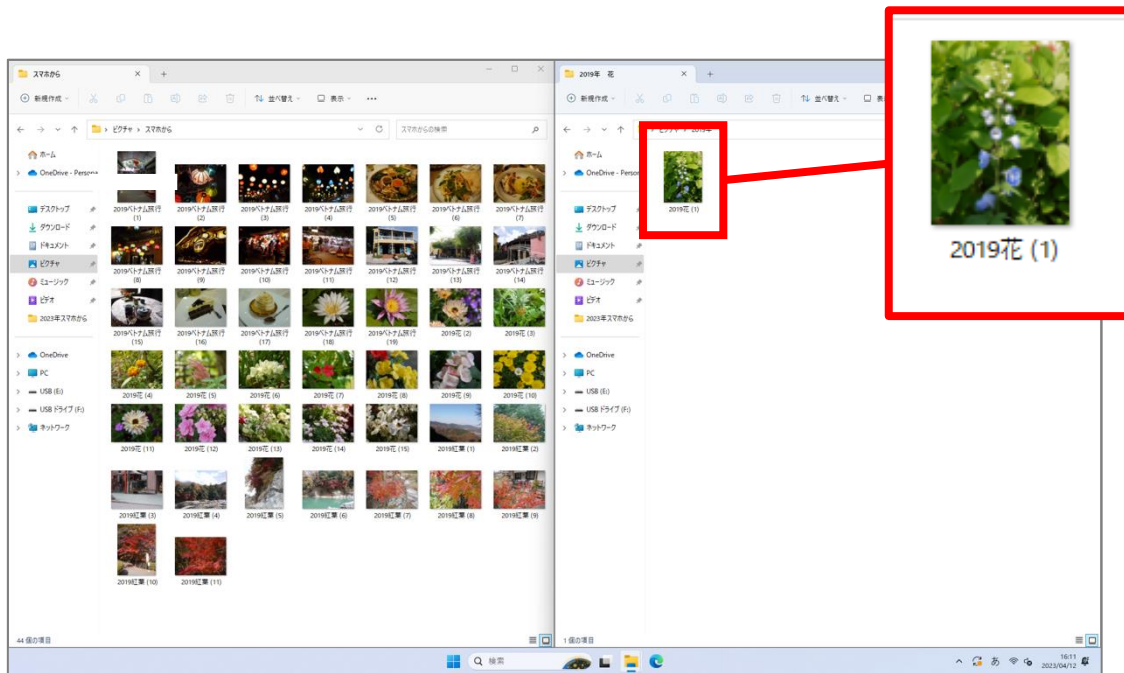 スマホから
新規作成
並べ替え
表示
ピクチャ > スマホから
スマホからの検索
ホーム
OneDrive - Persona
デスクトップ
ダウンロード
ドキュメント
ピクチャ
ミュージック
ビデオ
2023年スマホから
OneDrive
PC
USB (E:)
USB ドライブ (F:)
ネットワーク
2019ベトナム旅行 (1)
2019ベトナム旅行 (2)
2019ベトナム旅行 (3)
2019ベトナム旅行 (4)
2019ベトナム旅行 (5)
2019ベトナム旅行 (6)
2019ベトナム旅行 (7)
2019ベトナム旅行 (8)
2019ベトナム旅行 (9)
2019ベトナム旅行 (10)
2019ベトナム旅行 (11)
2019ベトナム旅行 (12)
2019ベトナム旅行 (13)
2019ベトナム旅行 (14)
2019ベトナム旅行 (15)
2019ベトナム旅行 (16)
2019ベトナム旅行 (17)
2019ベトナム旅行 (18)
2019ベトナム旅行 (19)
2019花 (2)
2019花 (3)
2019花 (4)
2019花 (5)
2019花 (6)
2019花 (7)
2019花 (8)
2019花 (9)
2019花 (10)
2019花 (11)
2019花 (12)
2019花 (13)
2019花 (14)
2019花 (15)
2019紅葉 (1)
2019紅葉 (2)
2019紅葉 (3)
2019紅葉 (4)
2019紅葉 (5)
2019紅葉 (6)
2019紅葉 (7)
2019紅葉 (8)
2019紅葉 (9)
2019紅葉 (10)
2019紅葉 (11)
44 個の項目
2019年 花
新規作成
並べ替え
ホーム
OneDrive - Person
デスクトップ
ダウンロード
ドキュメント
ピクチャ
ミュージック
ビデオ
2023年スマホから
OneDrive
PC
USB (E:)
USB ドライブ (F:)
ネットワーク
2019花 (1)
2019花 (1)
1 個の項目
検索
あ
16:11
2023/04/12